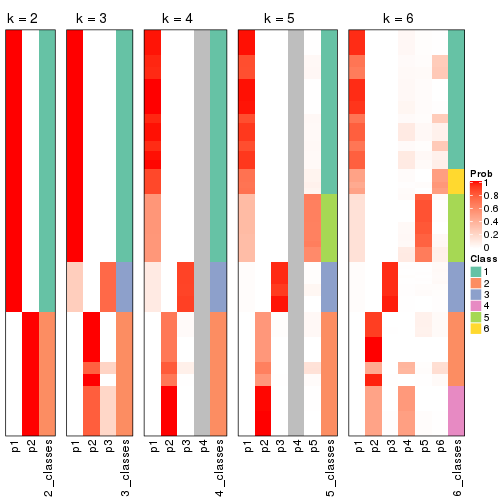 k = 2
k = 3
k = 4
k = 5
k = 6
Prob
1
0.8
0.6
0.4
0.2
0
Class
1
2
3
4
5
6
p1
p2
2_classes
p1
p2
p3
3_classes
p1
p2
p3
p4
4_classes
p1
p2
p3
p4
p5
5_classes
p1
p2
p3
p4
p5
p6
6_classes